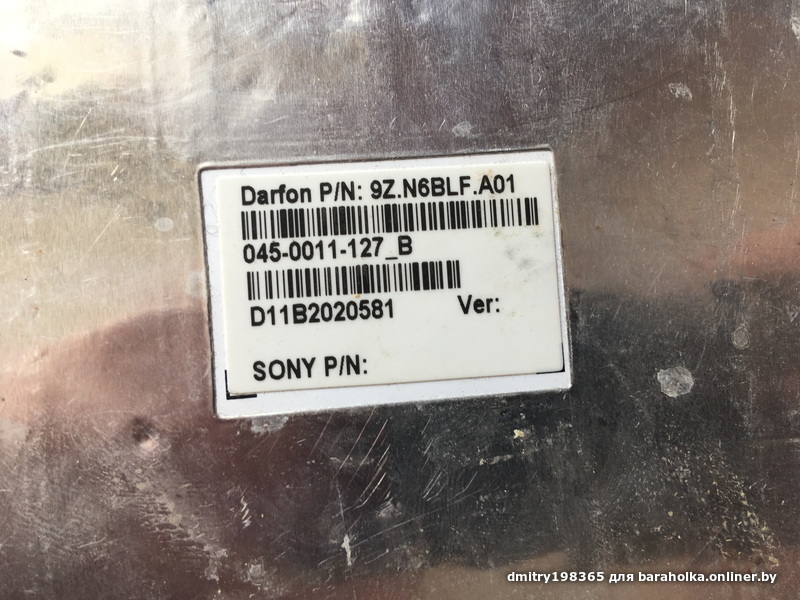 Darfon P/N: 9Z.N6BLF.A01
045-0011-127_B
D11B2020581 Ver:
SONY P/N:
dmitry198365 для baraholka.onliner.by